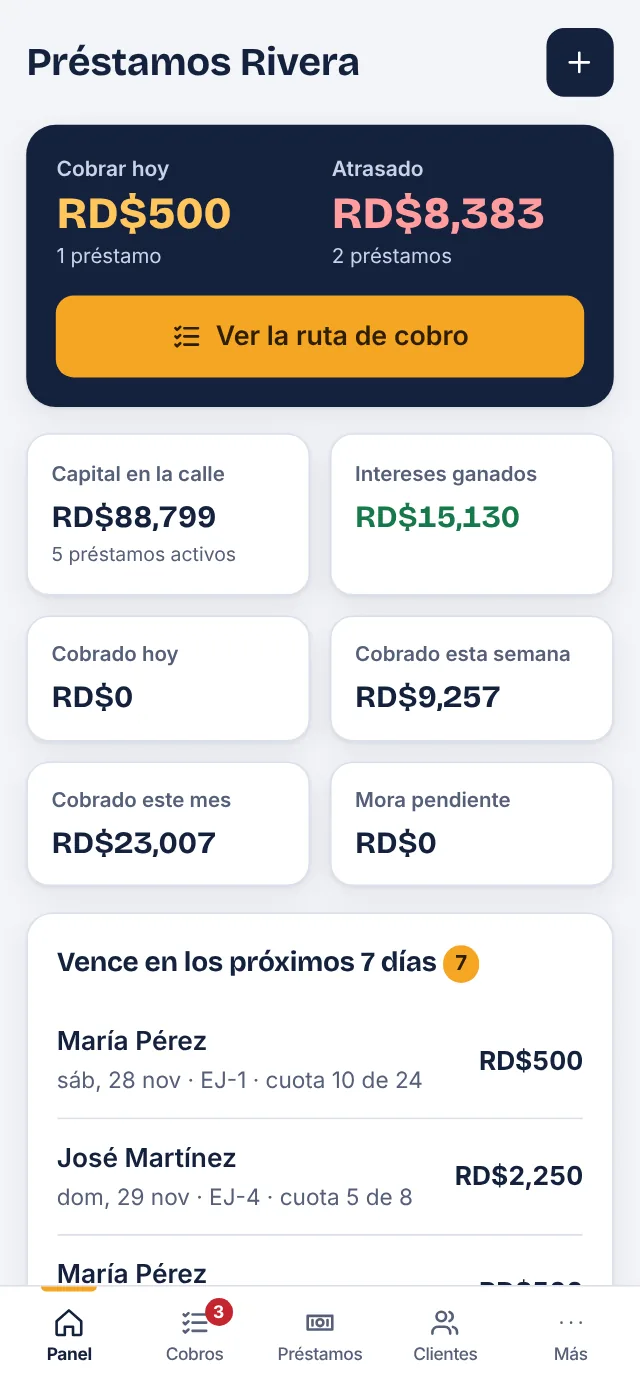 Préstamos Rivera
Cobrar hoy
RD$500
1 préstamo
Atrasado
RD$8,383
2 préstamos
Ver la ruta de cobro
Capital en la calle
RD$88,799
5 préstamos activos
Intereses ganados
RD$15,130
Cobrado hoy
RD$0
Cobrado esta semana
RD$9,257
Cobrado este mes
RD$23,007
Mora pendiente
RD$0
Vence en los próximos 7 días 7
María Pérez
sáb, 28 nov · EJ-1 · cuota 10 de 24
RD$500
José Martínez
dom, 29 nov · EJ-4 · cuota 5 de 8
RD$2,250
María Pérez
3
Panel
Cobros
Préstamos
Clientes
Más